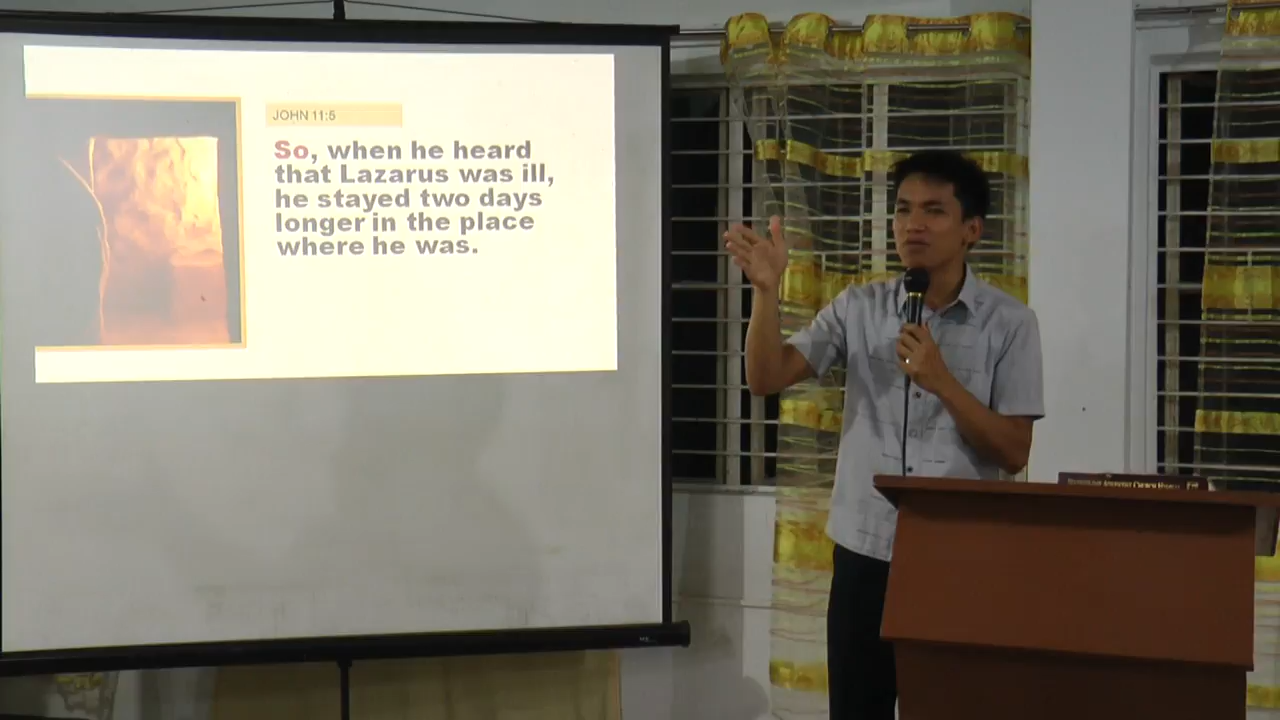 JOHN 11:5
So, when he heard
that Lazarus was ill,
he stayed two days
longer in the place
where he was.
Church